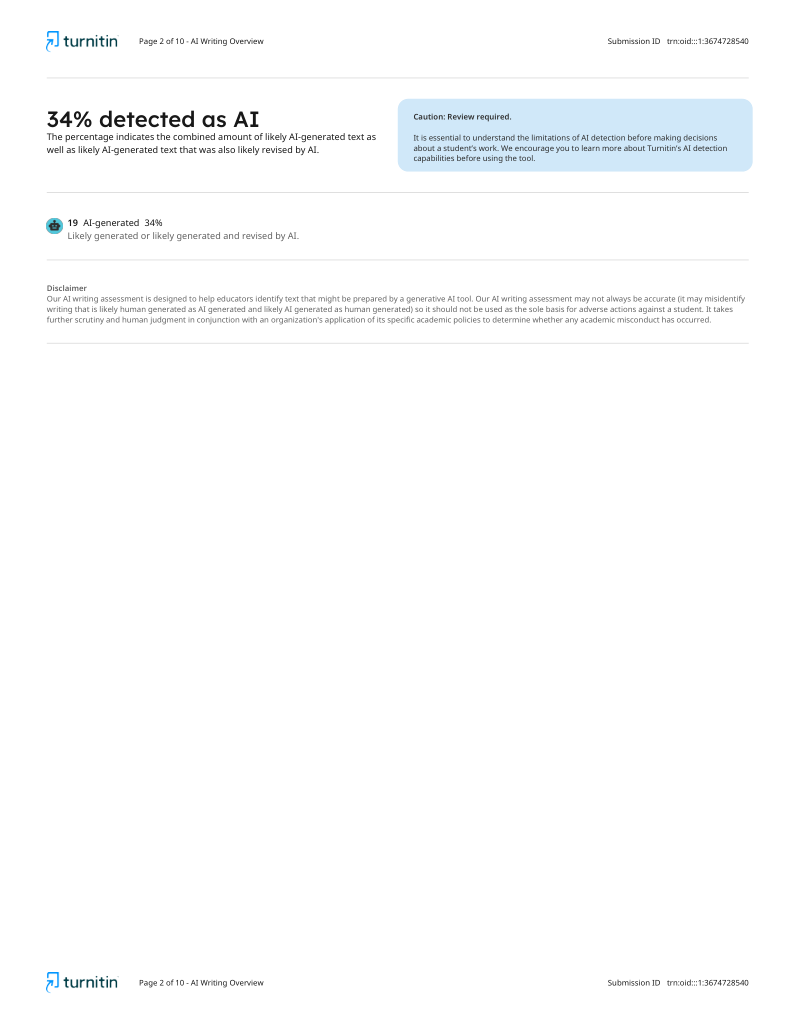 turnitin Page 2 of 10 - AI Writing Overview Submission ID trn:oid:::1:3674728540
34% detected as AI
The percentage indicates the combined amount of likely AI-generated text as
well as likely AI-generated text that was also likely revised by AI.
Caution: Review required.
It is essential to understand the limitations of AI detection before making decisions
about a student's work. We encourage you to learn more about Turnitin's AI detection
capabilities before using the tool.
19 AI-generated 34%
Likely generated or likely generated and revised by AI.
Disclaimer
Our AI writing assessment is designed to help educators identify text that might be prepared by a generative AI tool. Our AI writing assessment may not always be accurate (it may misidentify
writing that is likely human generated as AI generated and likely AI generated as human generated) so it should not be used as the sole basis for adverse actions against a student. It takes
further scrutiny and human judgment in conjunction with an organization's application of its specific academic policies to determine whether any academic misconduct has occurred.
turnitin Page 2 of 10 - AI Writing Overview Submission ID trn:oid:::1:3674728540